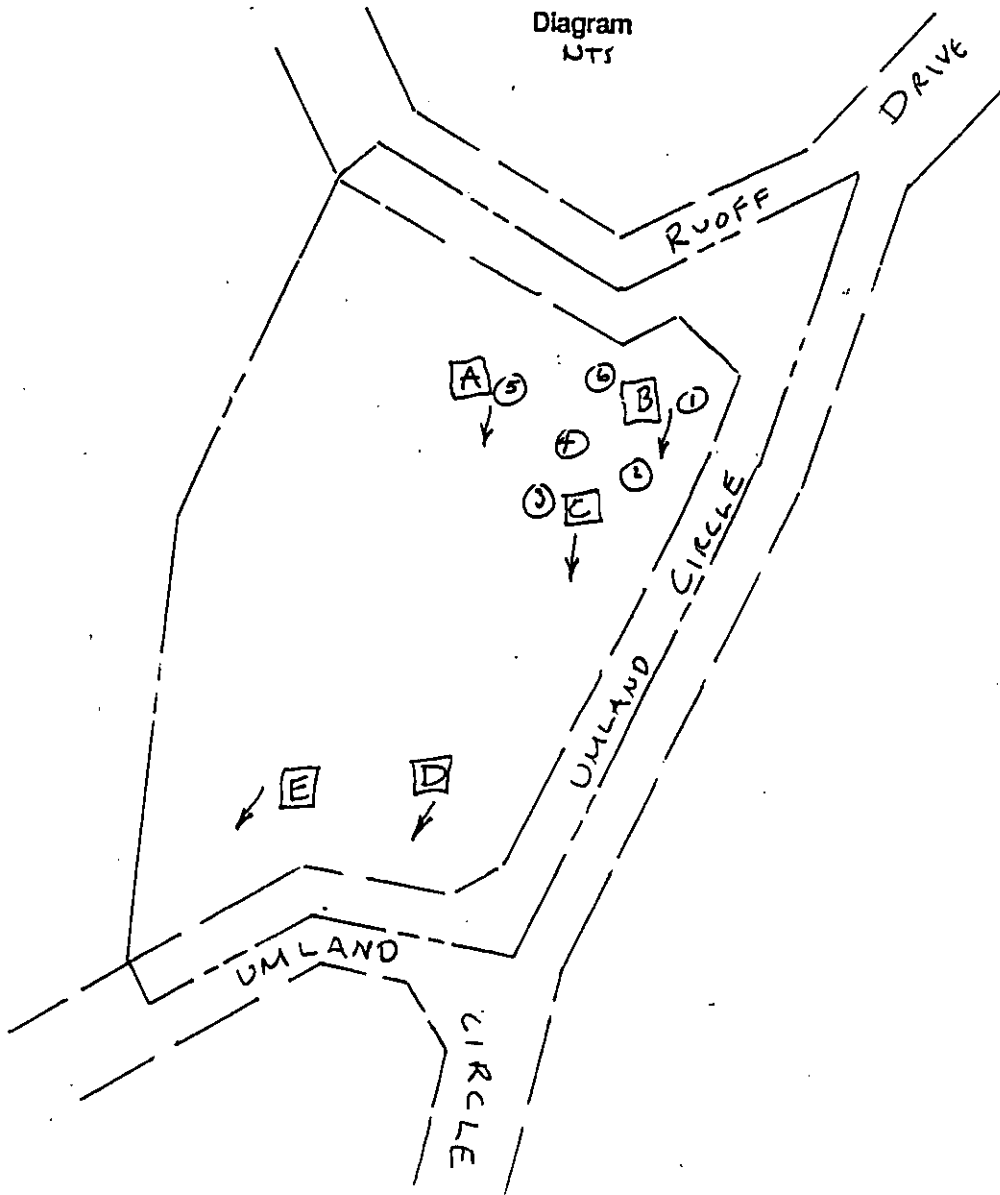 Diagram
NTS
RUOFF DRIVE
A
5
6
B
1
4
2
3
C
UMLAND CIRCLE
E
D
UMLAND
CIRCLE